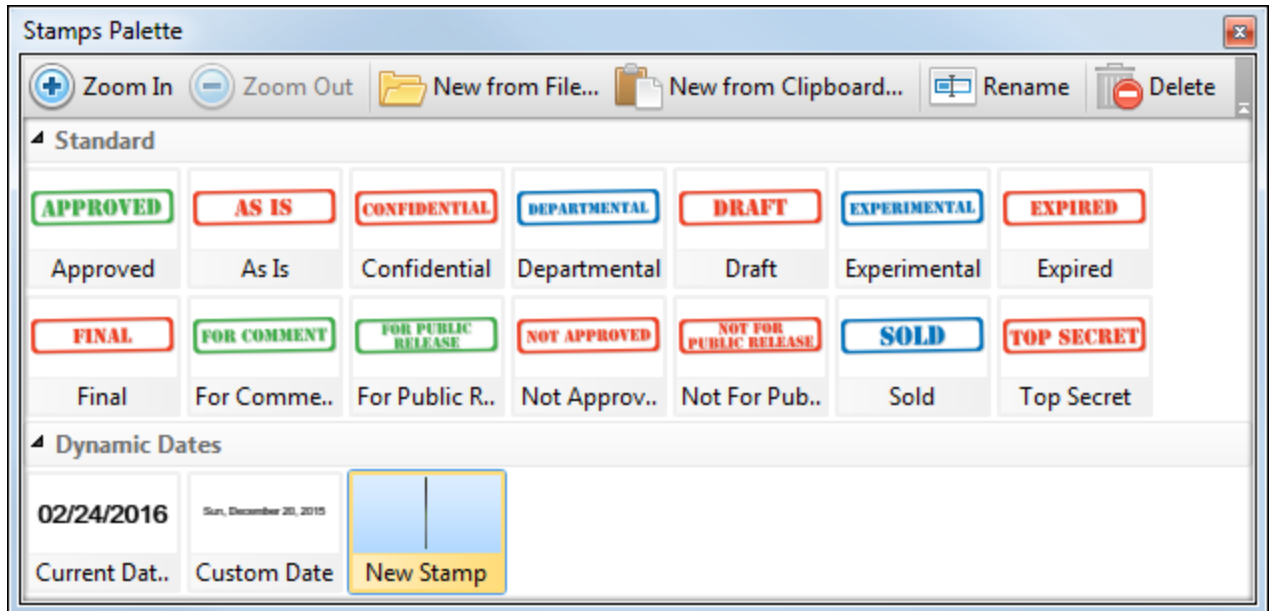 Stamps Palette
Zoom In Zoom Out New from File... New from Clipboard... Rename Delete
Standard
APPROVED AS IS CONFIDENTIAL DEPARTMENTAL DRAFT EXPERIMENTAL EXPIRED
Approved As Is Confidential Departmental Draft Experimental Expired
FINAL FOR COMMENT FOR PUBLIC RELEASE NOT APPROVED NOT FOR PUBLIC RELEASE SOLD TOP SECRET
Final For Comme.. For Public R.. Not Approv.. Not For Pub.. Sold Top Secret
Dynamic Dates
02/24/2016 Sun, December 20, 2015
Current Dat.. Custom Date New Stamp